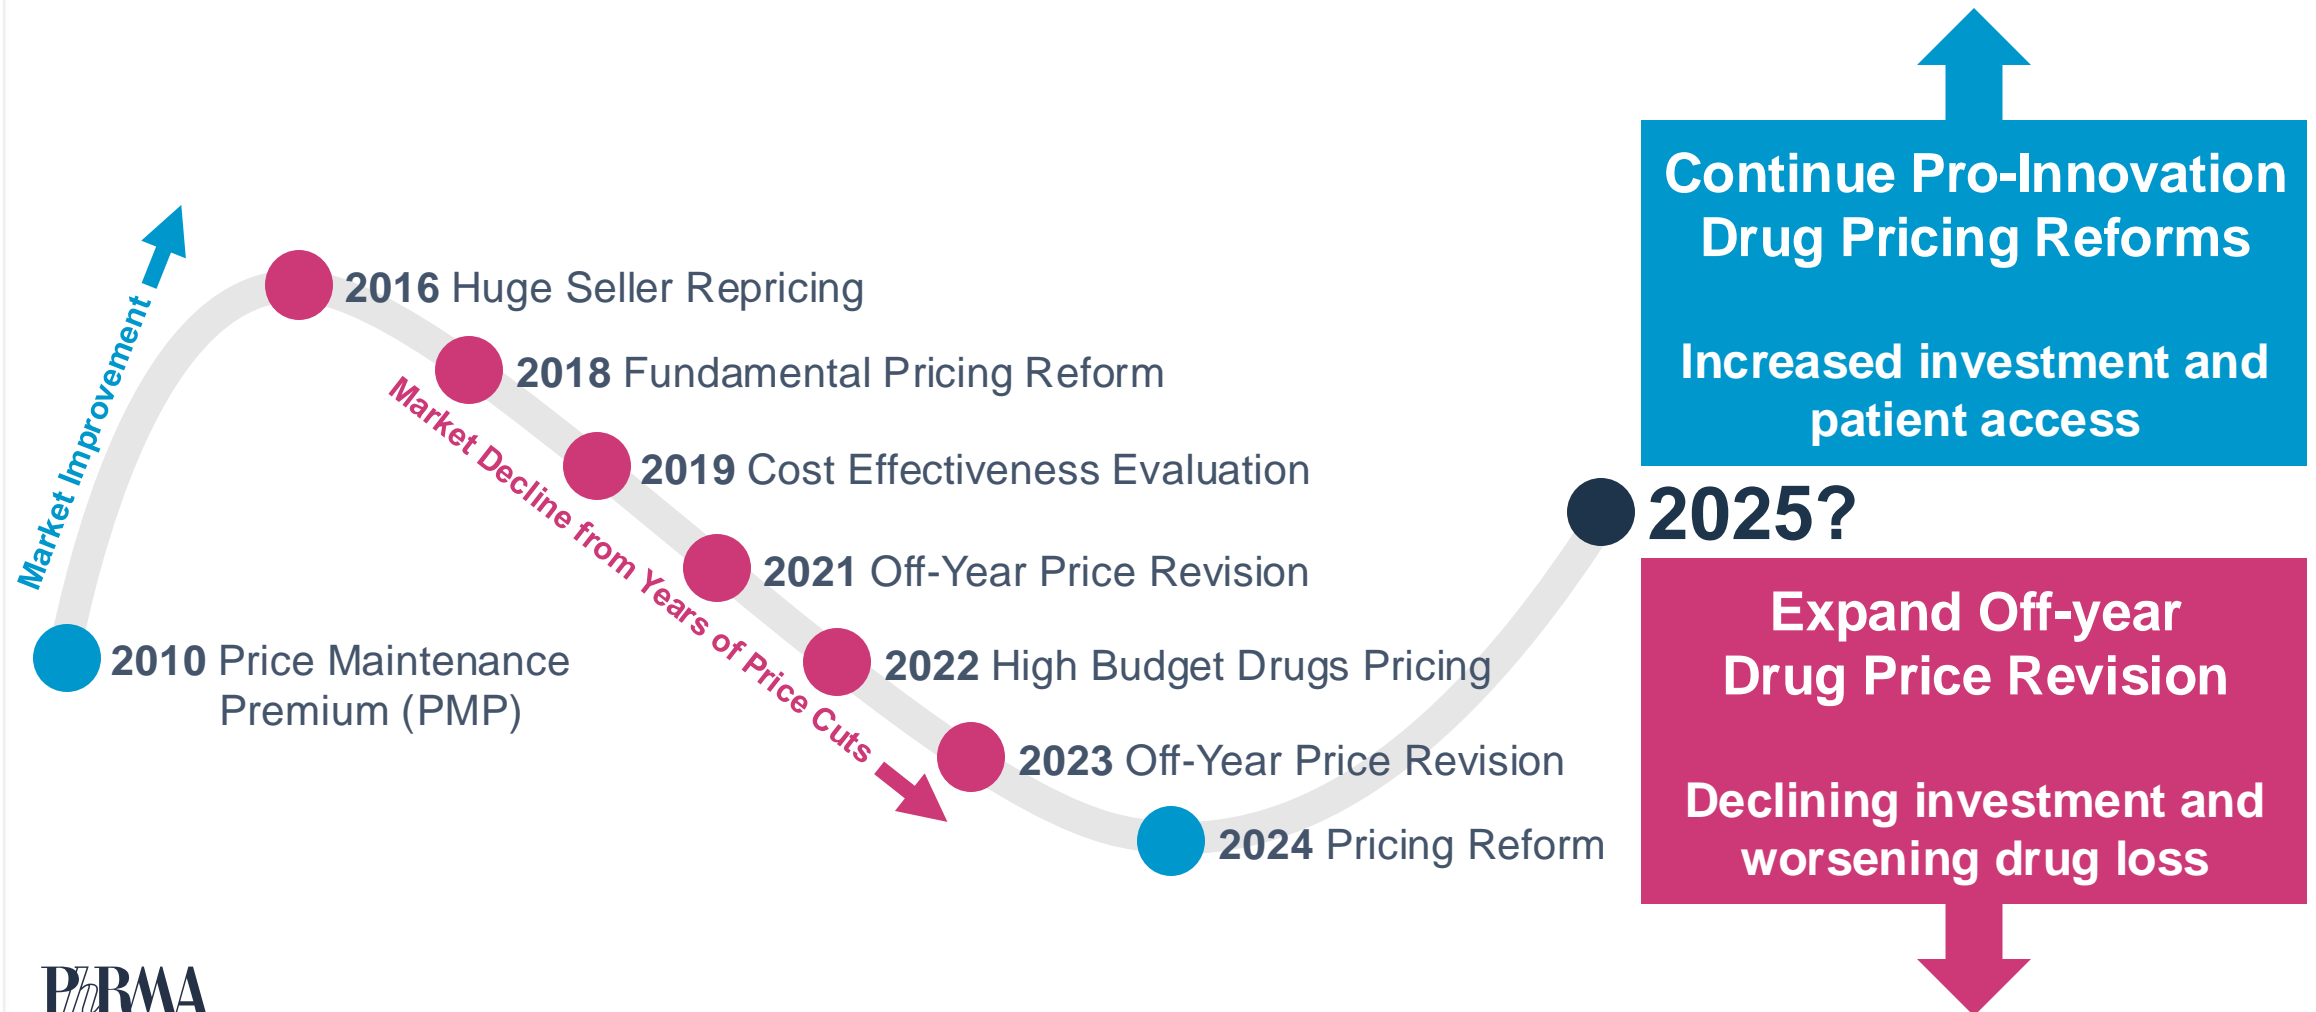 Market Improvement
2016 Huge Seller Repricing
2018 Fundamental Pricing Reform
2019 Cost Effectiveness Evaluation
2021 Off-Year Price Revision
2022 High Budget Drugs Pricing
2023 Off-Year Price Revision
2024 Pricing Reform
Market Decline from Years of Price Cuts
2010 Price Maintenance
Premium (PMP)
Continue Pro-Innovation
Drug Pricing Reforms
Increased investment and
patient access
2025?
Expand Off-year
Drug Price Revision
Declining investment and
worsening drug loss
PhRMA